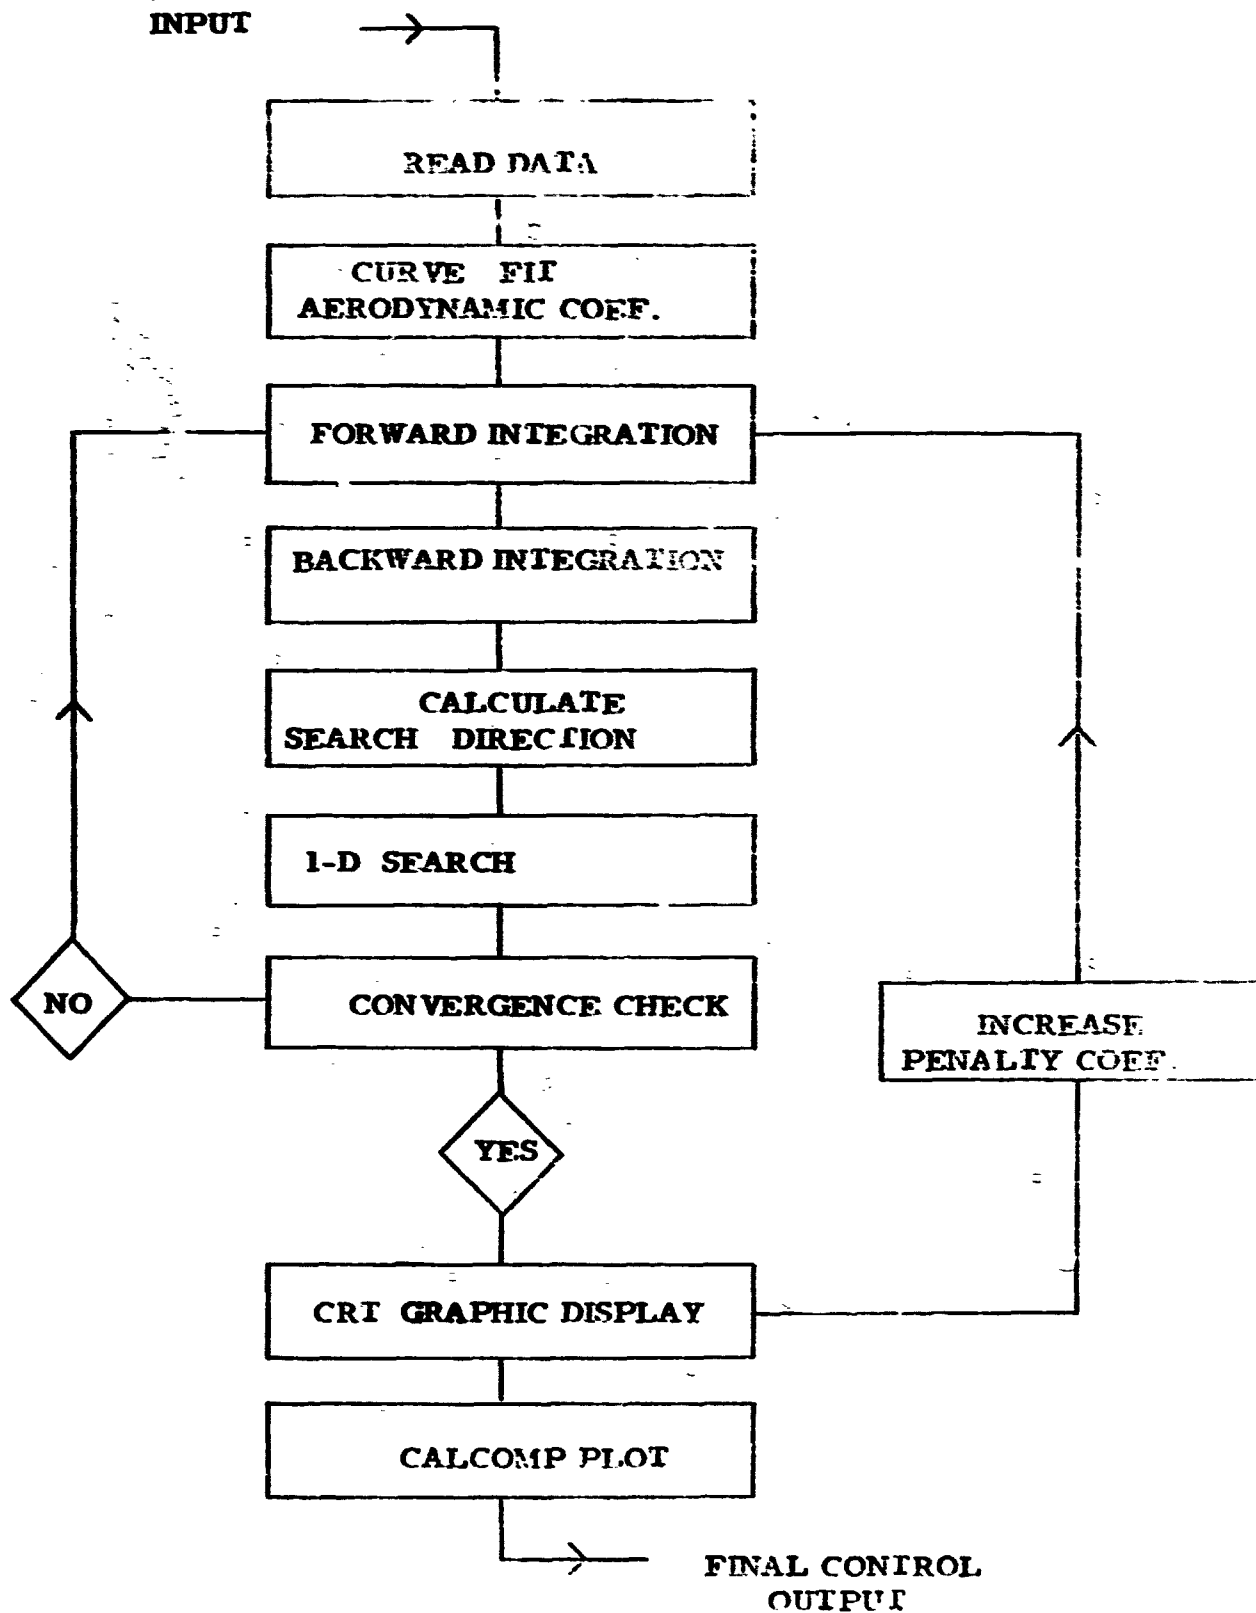 INPUT
READ DATA
CURVE FIT
AERODYNAMIC COEF.
FORWARD INTEGRATION
BACKWARD INTEGRATION
CALCULATE
SEARCH DIRECTION
1-D SEARCH
NO
CONVERGENCE CHECK
INCREASE
PENALTY COEF.
YES
CRT GRAPHIC DISPLAY
CALCOMP PLOT
FINAL CONTROL
OUTPUT